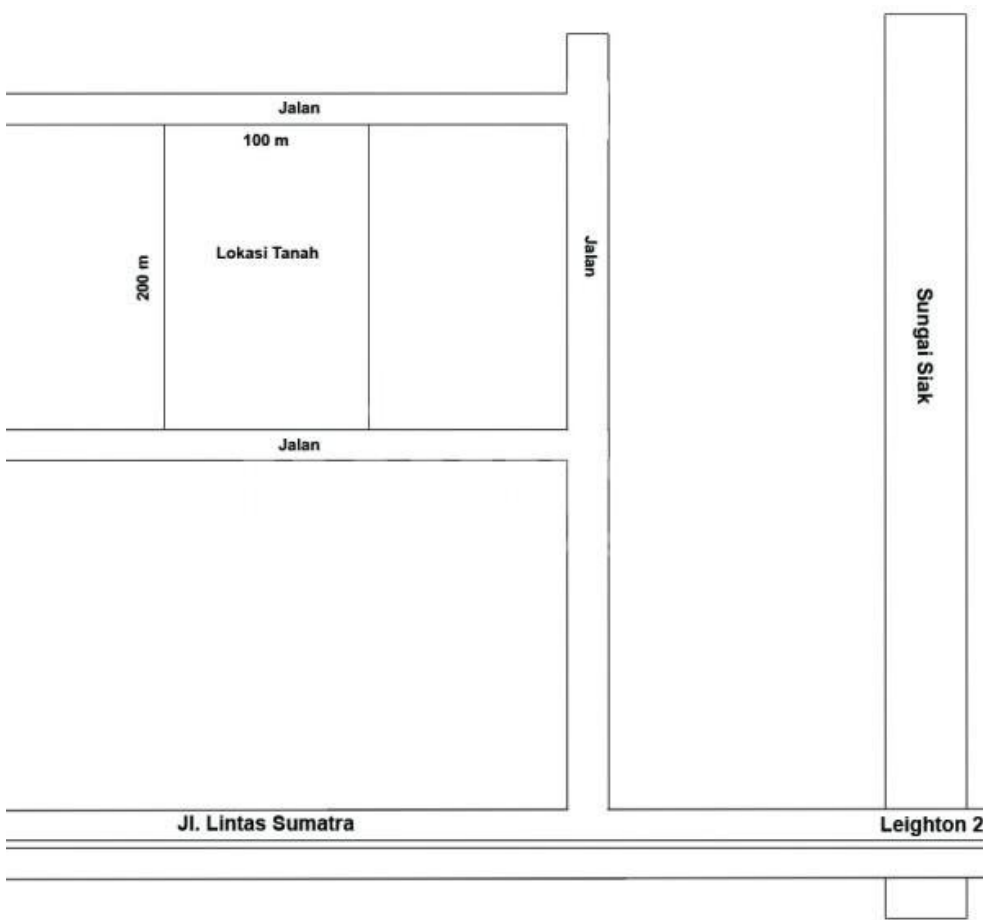 Jalan
100 m
Lokasi Tanah
200 m
Jalan
Sungai Siak
Jalan
Jl. Lintas Sumatra
Leighton 2